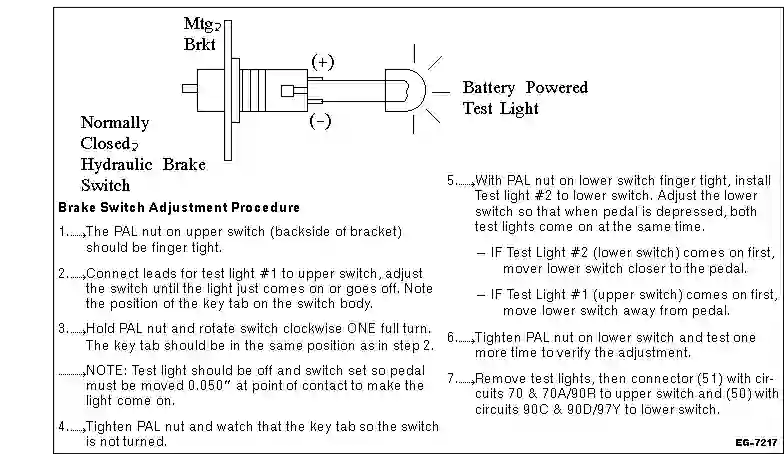 Mtg.
Brkt
(+)
Battery Powered
Test Light
(-)
Normally
Closed,
Hydraulic Brake
Switch
Brake Switch Adjustment Procedure
1. The PAL nut on upper switch (backside of bracket)
should be finger tight.
2. Connect leads for test light #1 to upper switch, adjust
the switch until the light just comes on or goes off. Note
the position of the key tab on the switch body.
3. Hold PAL nut and rotate switch clockwise ONE full turn.
The key tab should be in the same position as in step 2.
NOTE: Test light should be off and switch set so pedal
must be moved 0.050" at point of contact to make the
light come on.
4. Tighten PAL nut and watch that the key tab so the switch
is not turned.
5. With PAL nut on lower switch finger tight, install
Test light #2 to lower switch. Adjust the lower
switch so that when pedal is depressed, both
test lights come on at the same time.
– IF Test Light #2 (lower switch) comes on first,
mover lower switch closer to the pedal.
– IF Test Light #1 (upper switch) comes on first,
move lower switch away from pedal.
6. Tighten PAL nut on lower switch and test one
more time to verify the adjustment.
7. Remove test lights, then connector (51) with cir-
cuits 70 & 70A/90R to upper switch and (50) with
circuits 90C & 90D/97Y to lower switch.
EG-7217